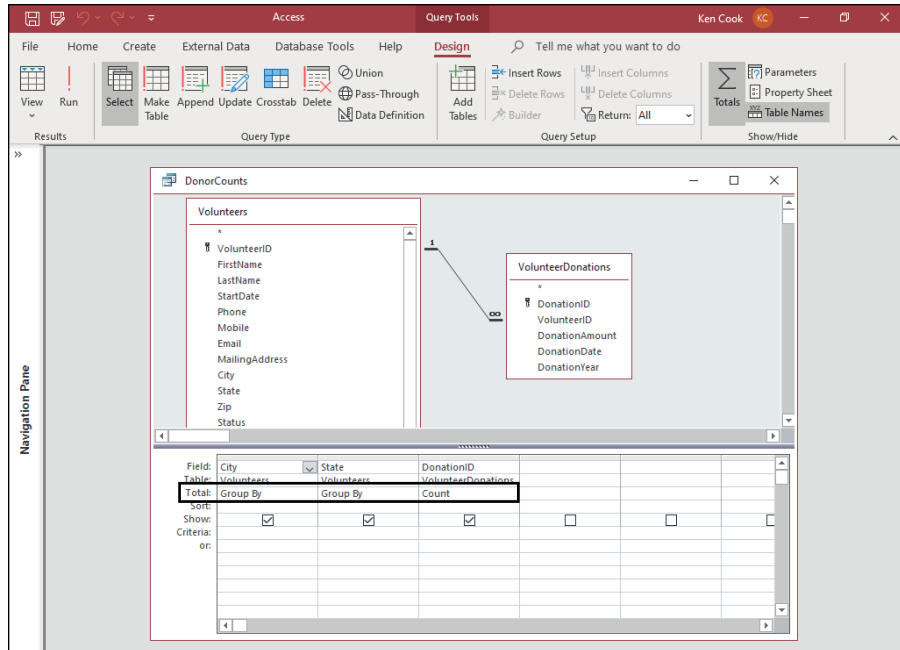 Access Query Tools Ken Cook KC
File Home Create External Data Database Tools Help Design Tell me what you want to do
View Run Select Make Table Append Update Crosstab Delete Union Pass-Through Data Definition Add Tables Insert Rows Delete Rows Builder Insert Columns Delete Columns Return: All Totals Parameters Property Sheet XYZ Table Names
Results Query Type Query Setup Show/Hide
»
Navigation Pane
DonorCounts
Volunteers
*
VolunteerID
FirstName
LastName
StartDate
Phone
Mobile
Email
MailingAddress
City
State
Zip
Status
1
∞
VolunteerDonations
*
DonationID
VolunteerID
DonationAmount
DonationDate
DonationYear
Field: City State DonationID
Table: Volunteers Volunteers VolunteerDonations
Total: Group By Group By Count
Sort:
Show:
Criteria:
or: